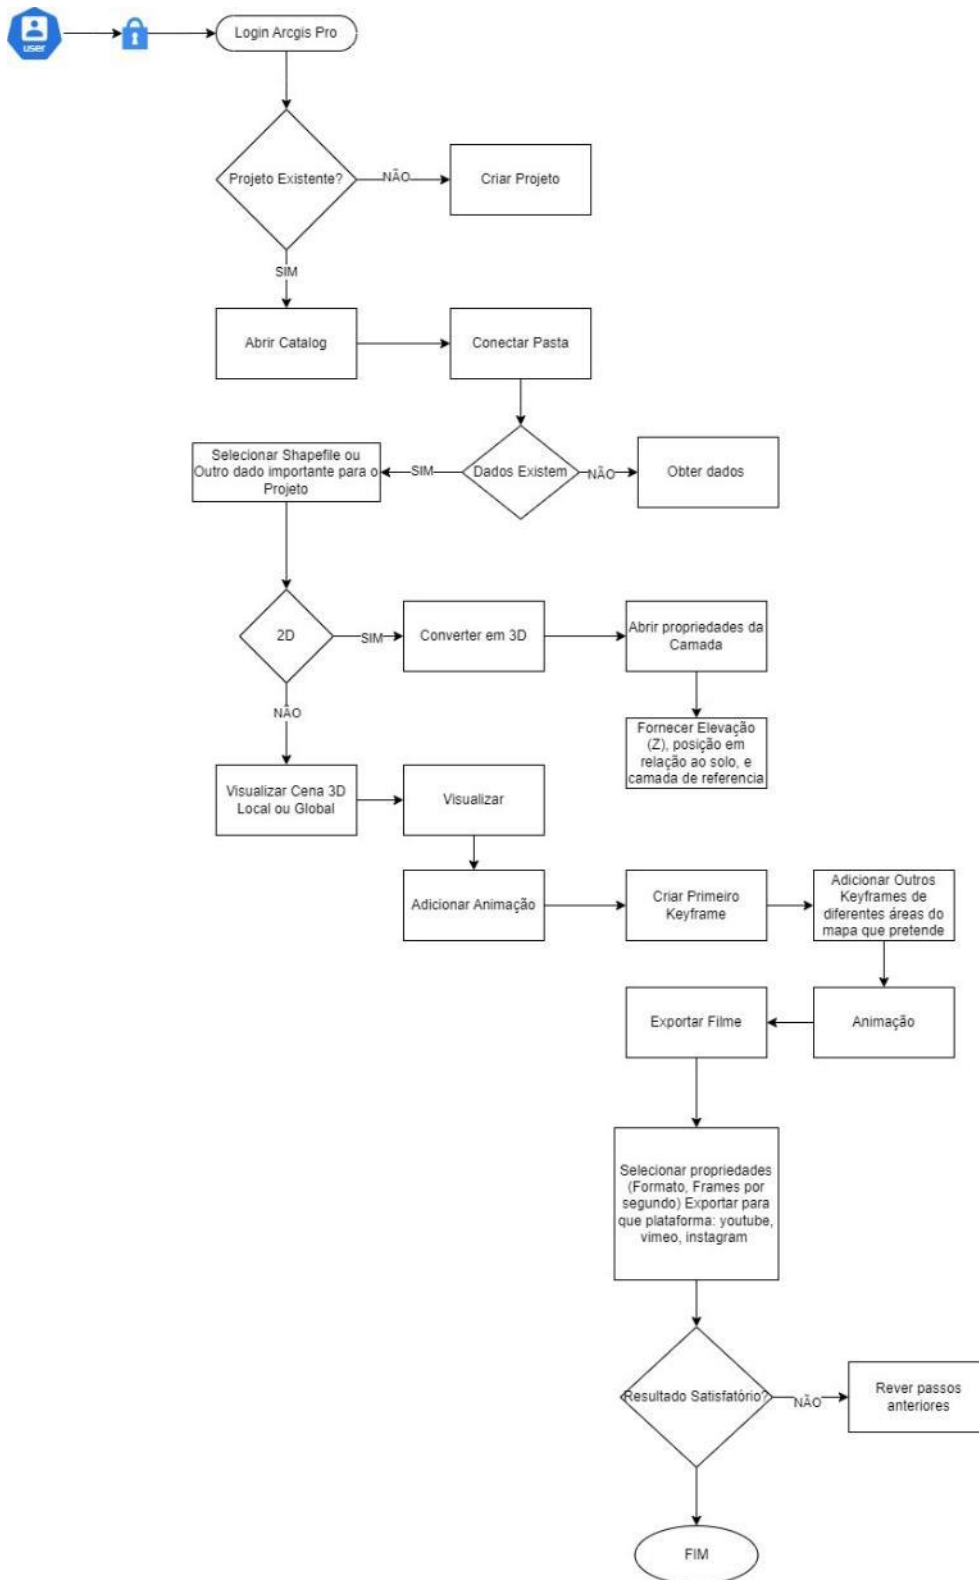 user
Login Arcgis Pro
Projeto Existente?
NÃO
Criar Projeto
SIM
Abrir Catalog
Conectar Pasta
Selecionar Shapefile ou
Outro dado importante para o
Projeto
SIM
Dados Existem
NÃO
Obter dados
2D
SIM
Converter em 3D
Abrir propriedades da
Camada
NÃO
Fornecer Elevação
(Z), posição em
relação ao solo, e
camada de referencia
Visualizar Cena 3D
Local ou Global
Visualizar
Adicionar Animação
Criar Primeiro
Keyframe
Adicionar Outros
Keyframes de
diferentes áreas do
mapa que pretende
Exportar Filme
Animação
Selecionar propriedades
(Formato, Frames por
segundo) Exportar para
que plataforma: youtube,
vimeo, instagram
Resultado Satisfatório?
NÃO
Rever passos
anteriores
FIM